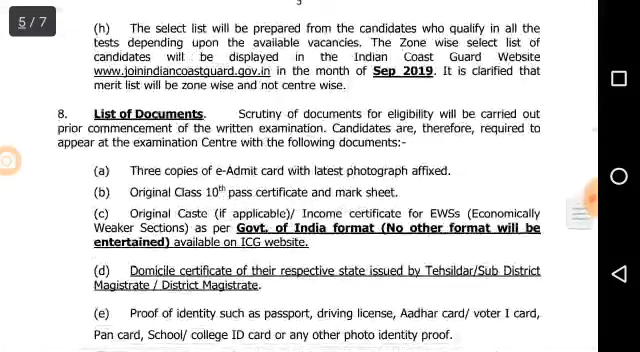 5 / 7
(h) The select list will be prepared from the candidates who qualify in all the
tests depending upon the available vacancies. The Zone wise select list of
candidates will be displayed in the Indian Coast Guard Website
www.joinindiancoastguard.gov.in in the month of Sep 2019. It is clarified that
merit list will be zone wise and not centre wise.
8. List of Documents. Scrutiny of documents for eligibility will be carried out
prior commencement of the written examination. Candidates are, therefore, required to
appear at the examination Centre with the following documents:-
(a) Three copies of e-Admit card with latest photograph affixed.
(b) Original Class 10th pass certificate and mark sheet.
(c) Original Caste (if applicable)/ Income certificate for EWSs (Economically
Weaker Sections) as per Govt. of India format (No other format will be
entertained) available on ICG website.
(d) Domicile certificate of their respective state issued by Tehsildar/Sub District
Magistrate / District Magistrate.
(e) Proof of identity such as passport, driving license, Aadhar card/ voter I card,
Pan card, School/ college ID card or any other photo identity proof.